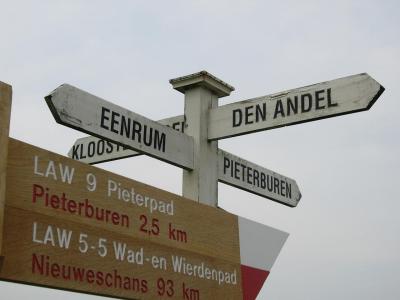 EENRUM
DEN ANDEL
PIETERBUREN
LAW 9 Pieterpad
Pieterburen 2,5 km
LAW 5-5 Wad-en Wierdenpad
Nieuweschans 93 km